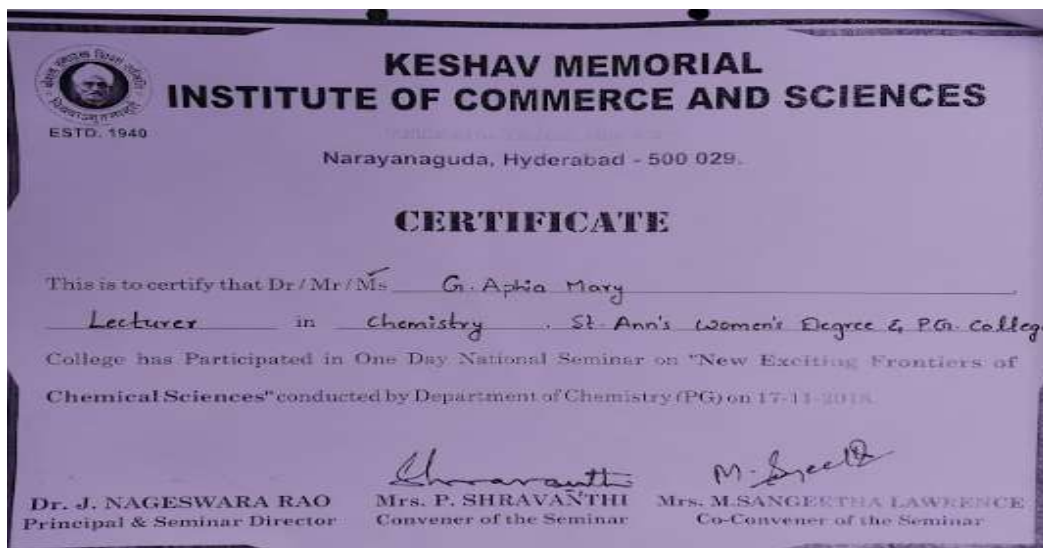 KESHAV MEMORIAL
INSTITUTE OF COMMERCE AND SCIENCES
ESTD. 1940
Narayanaguda, Hyderabad - 500 029.
CERTIFICATE
This is to certify that Dr / Mr / Ms G. Aphia Mary
Lecturer in Chemistry , St. Ann's Women's Degree & P.G. College
College has Participated in One Day National Seminar on "New Exciting Frontiers of
Chemical Sciences" conducted by Department of Chemistry (PG) on 17-11-2018.
Shravanthi M. Sgeeth
Dr. J. NAGESWARA RAO Mrs. P. SHRAVANTHI Mrs. M.SANGEETHA LAWRENCE
Principal & Seminar Director Convener of the Seminar Co-Convener of the Seminar